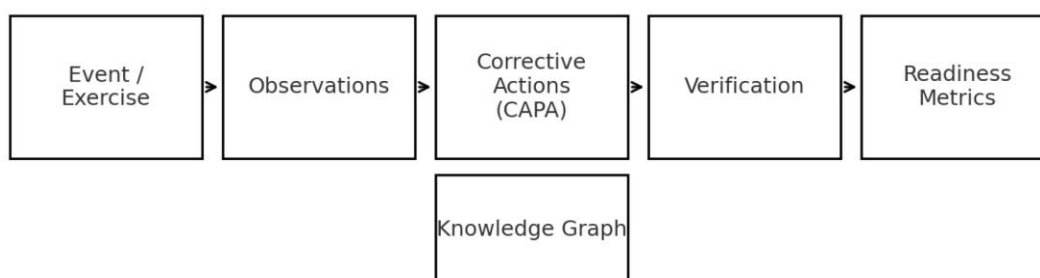 Event /
Exercise
Observations
Corrective
Actions
(CAPA)
Verification
Readiness
Metrics
Knowledge Graph